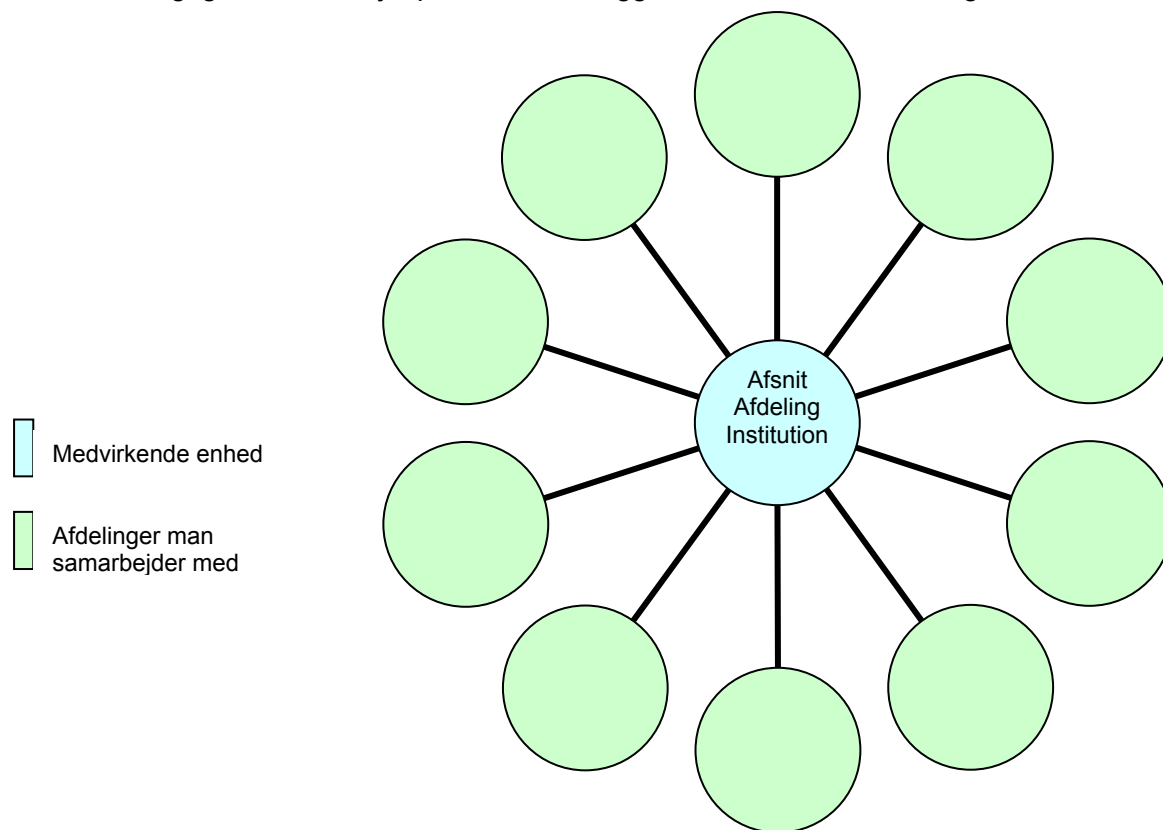 Afsnit
Afdeling
Institution
Medvirkende enhed
Afdelinger man
samarbejder med